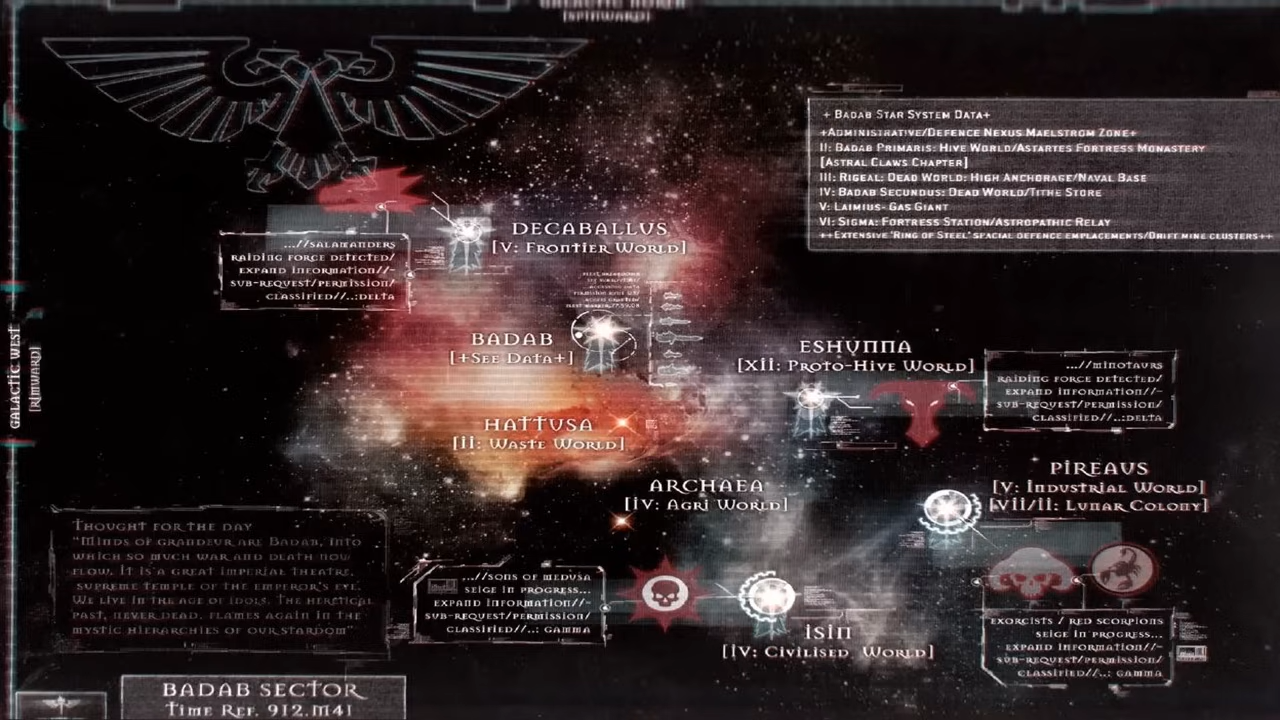 GALACTIC NORTH
[SPINWARD]
+ BADAB STAR SYSTEM DATA+
+ADMINISTRATIVE/DEFENCE NEXUS MAELSTROM ZONE+
II: BADAB PRIMARIS: HIVE WORLD/ASTARTES FORTRESS MONASTERY
[ASTRAL CLAWS CHAPTER]
III: RIGEAL: DEAD WORLD: HIGH ANCHORAGE/NAVAL BASE
IV: BADAB SECUNDUS: DEAD WORLD/TITHE STORE
V: LAIMIUS- GAS GIANT
VI: SIGMA: FORTRESS STATION/ASTROPATHIC RELAY
++EXTENSIVE 'RING OF STEEL' SPACIAL DEFENCE EMPLACEMENTS/DRIFT MINE CLUSTERS++
DECABALLUS
[V: FRONTIER WORLD]
...//SALAMANDERS
RAIDING FORCE DETECTED/
EXPAND INFORMATION//-
SUB-REQUEST/PERMISSION/
CLASSIFIED//..:DELTA
GALACTIC WEST
[RIMWARD]
BADAB
[+SEE DATA+]
ESHUNNA
[XII: PROTO-HIVE WORLD]
...//MINOTAURS
RAIDING FORCE DETECTED/
EXPAND INFORMATION//-
SUB-REQUEST/PERMISSION/
CLASSIFIED//..:DELTA
HATTUSA
[II: WASTE WORLD]
ARCHAEA
[IV: AGRI WORLD]
PIREAUS
[V: INDUSTRIAL WORLD]
[VII/II: LUNAR COLONY]
THOUGHT FOR THE DAY
"MINDS OF GRANDEUR ARE BADAB, INTO
WHICH SO MUCH WAR AND DEATH NOW
FLOW. IT IS A GREAT IMPERIAL THEATRE,
SUPREME TEMPLE OF THE EMPEROR'S EYE.
WE LIVE IN THE AGE OF IDOLS. THE HERETICAL
PAST, NEVER DEAD, FLAMES AGAIN IN THE
MYSTIC HIERARCHIES OF OUR STARDOM"
...//SONS OF MEDUSA
SEIGE IN PROGRESS...
EXPAND INFORMATION//-
SUB-REQUEST/PERMISSION/
CLASSIFIED//..: GAMMA
ISIN
[IV: CIVILISED WORLD]
EXORCISTS / RED SCORPIONS
SEIGE IN PROGRESS...
EXPAND INFORMATION//-
SUB-REQUEST/PERMISSION/
CLASSIFIED//..: GAMMA
BADAB SECTOR
TIME REF. 912.M41